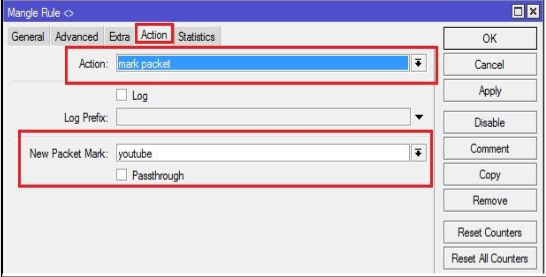 Mangle Rule <>
General Advanced Extra Action Statistics
Action: mark packet
Log
Log Prefix:
New Packet Mark: youtube
Passthrough
OK
Cancel
Apply
Disable
Comment
Copy
Remove
Reset Counters
Reset All Counters